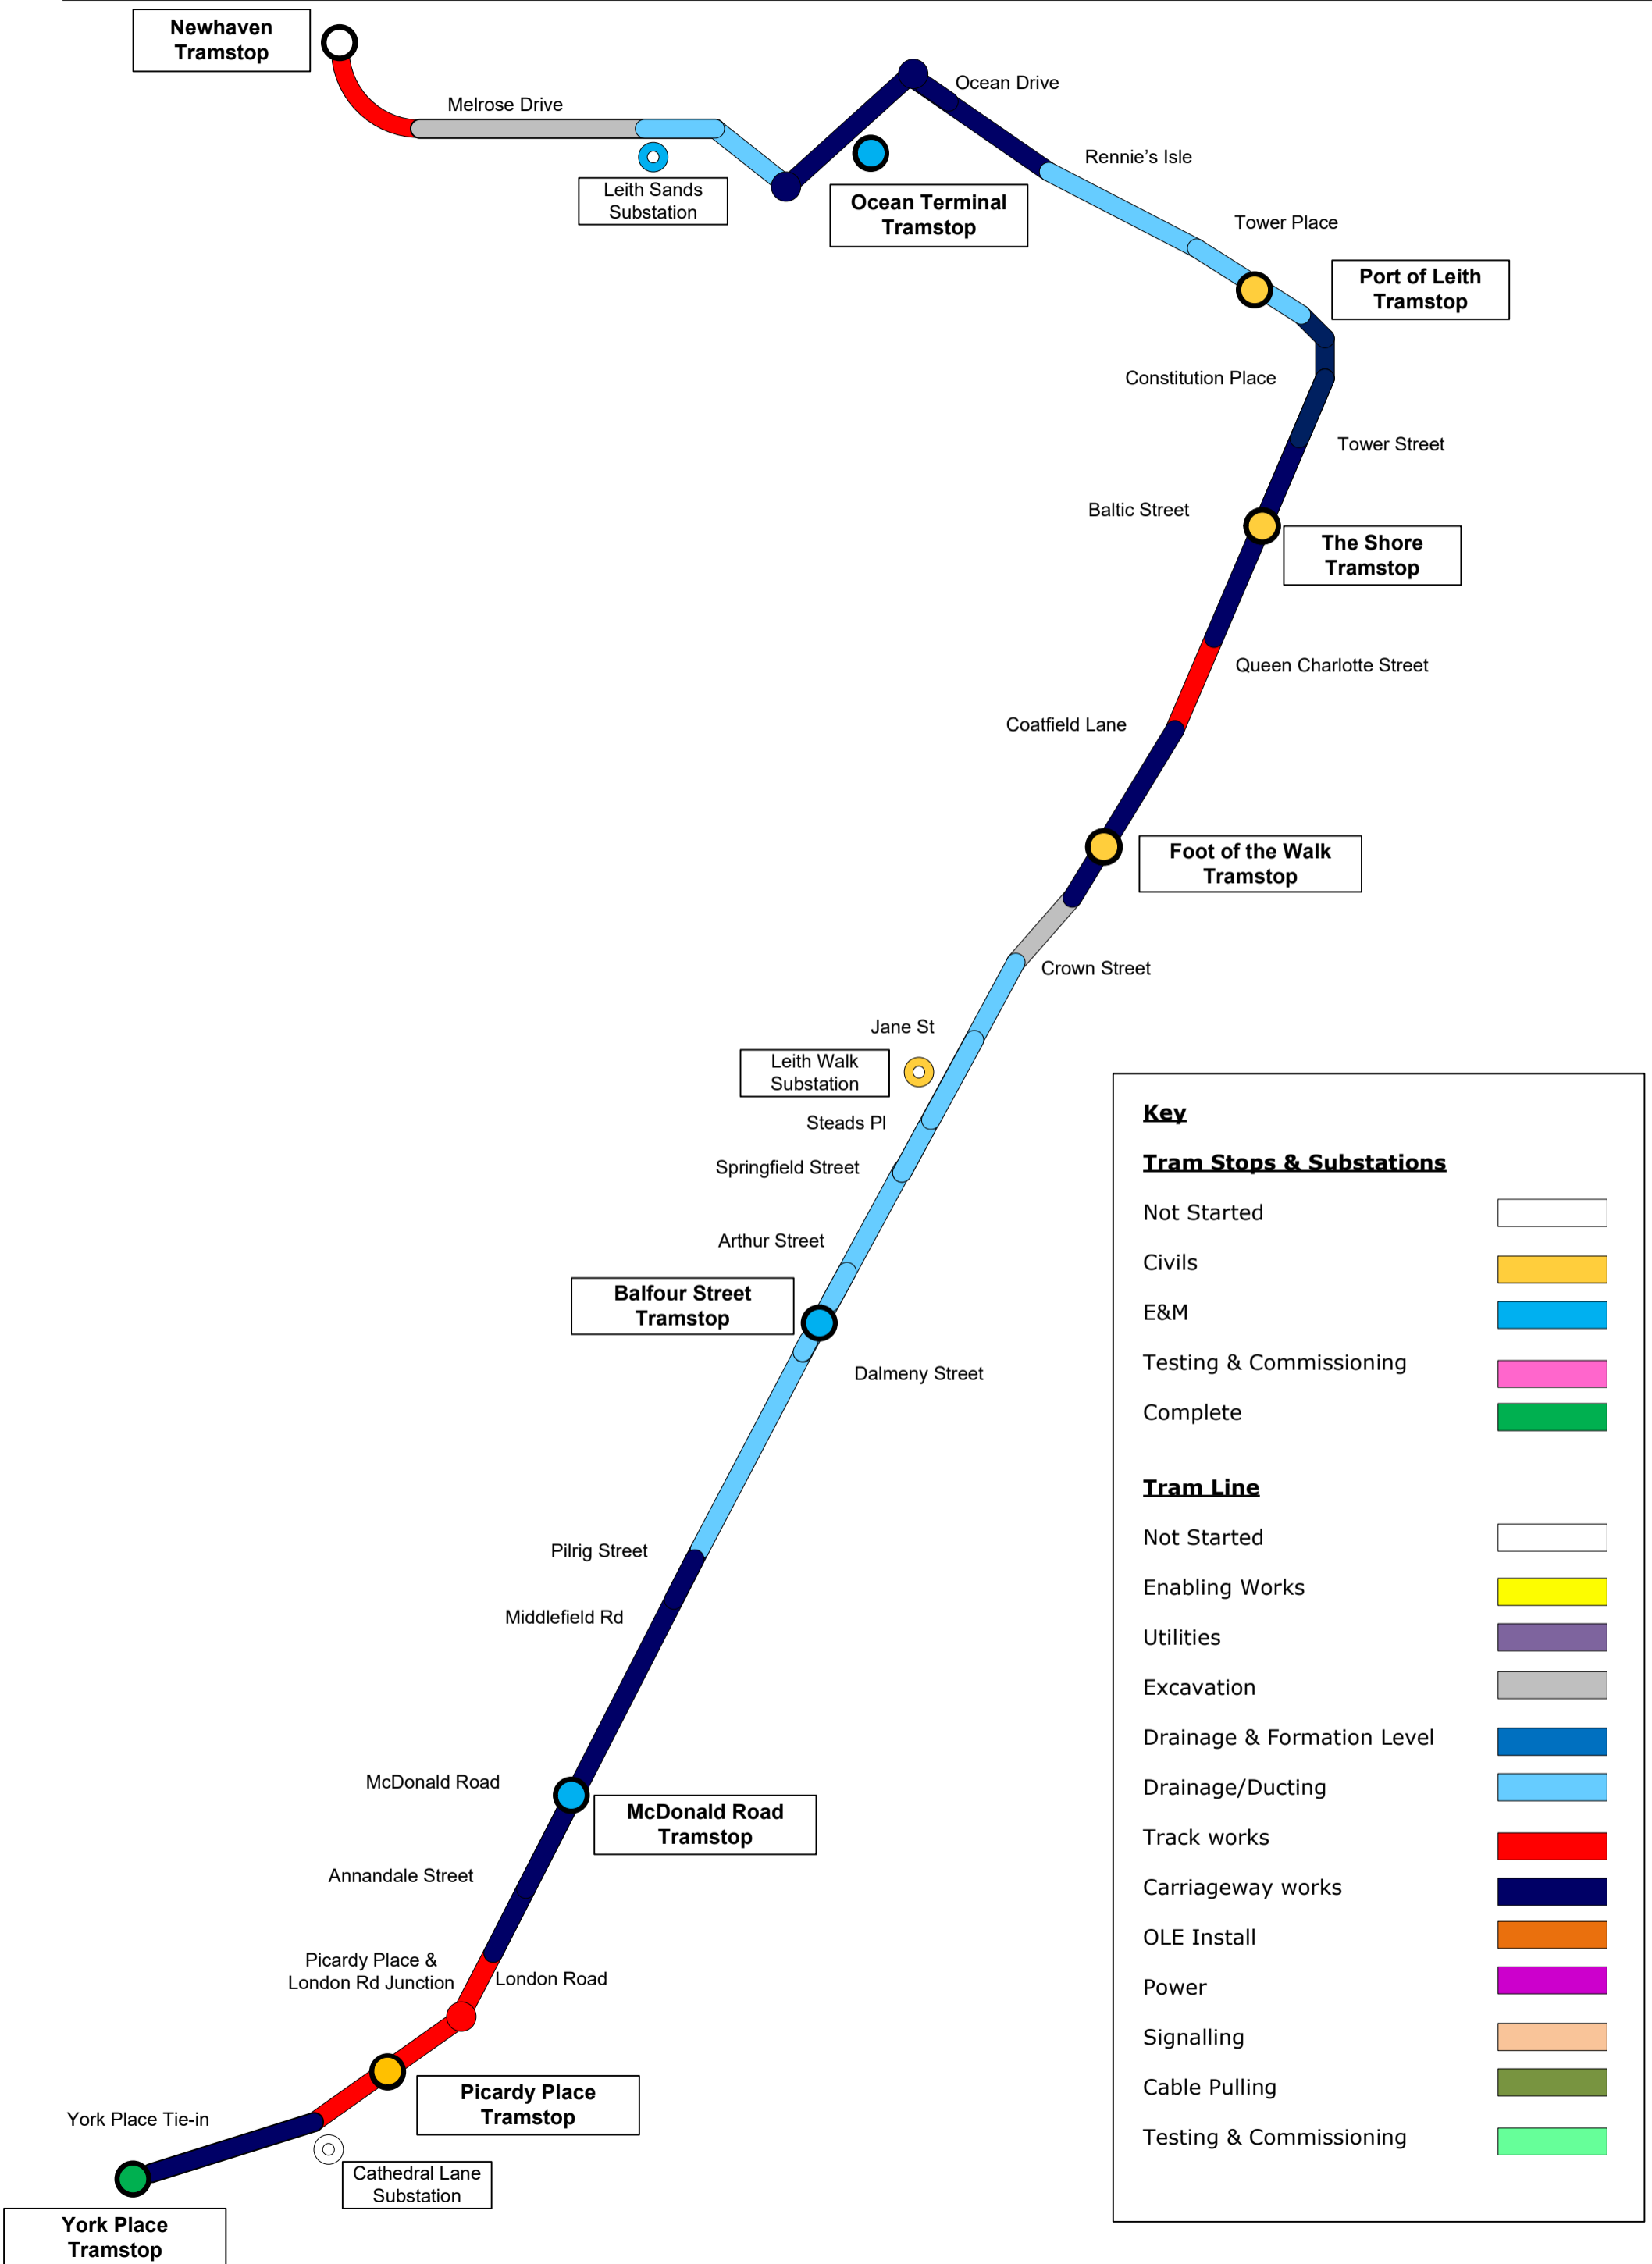 Newhaven
Tramstop
Melrose Drive
Ocean Drive
Rennie’s Isle
Leith Sands
Substation
Ocean Terminal
Tramstop
Tower Place
Port of Leith
Tramstop
Constitution Place
Tower Street
Baltic Street
The Shore
Tramstop
Queen Charlotte Street
Coatfield Lane
Foot of the Walk
Tramstop
Crown Street
Jane St
Leith Walk
Substation
Steads Pl
Springfield Street
Arthur Street
Balfour Street
Tramstop
Dalmeny Street
Pilrig Street
Middlefield Rd
McDonald Road
McDonald Road
Tramstop
Annandale Street
Picardy Place &
London Rd Junction
London Road
Picardy Place
Tramstop
York Place Tie-in
Cathedral Lane
Substation
York Place
Tramstop
Key
Tram Stops & Substations
Not Started
Civils
E&M
Testing & Commissioning
Complete
Tram Line
Not Started
Enabling Works
Utilities
Excavation
Drainage & Formation Level
Drainage/Ducting
Track works
Carriageway works
OLE Install
Power
Signalling
Cable Pulling
Testing & Commissioning